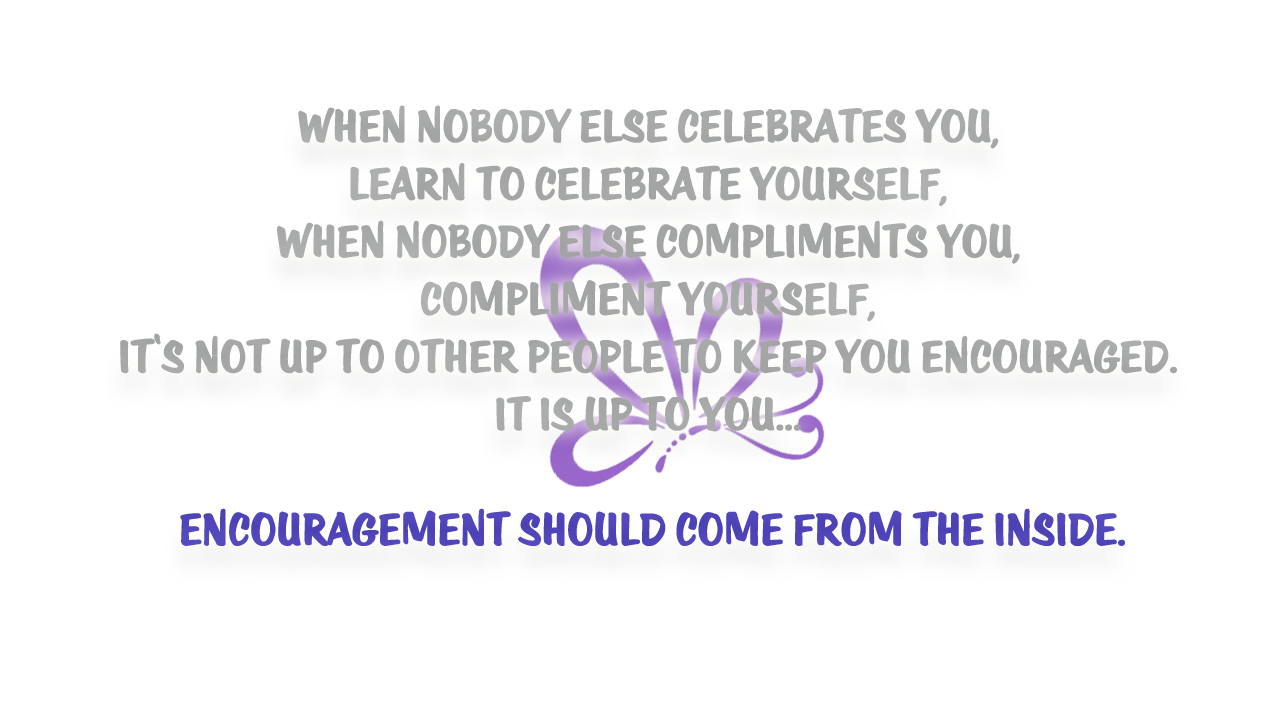 WHEN NOBODY ELSE CELEBRATES YOU,
LEARN TO CELEBRATE YOURSELF,
WHEN NOBODY ELSE COMPLIMENTS YOU,
COMPLIMENT YOURSELF,
IT'S NOT UP TO OTHER PEOPLE TO KEEP YOU ENCOURAGED.
IT IS UP TO YOU...
ENCOURAGEMENT SHOULD COME FROM THE INSIDE.